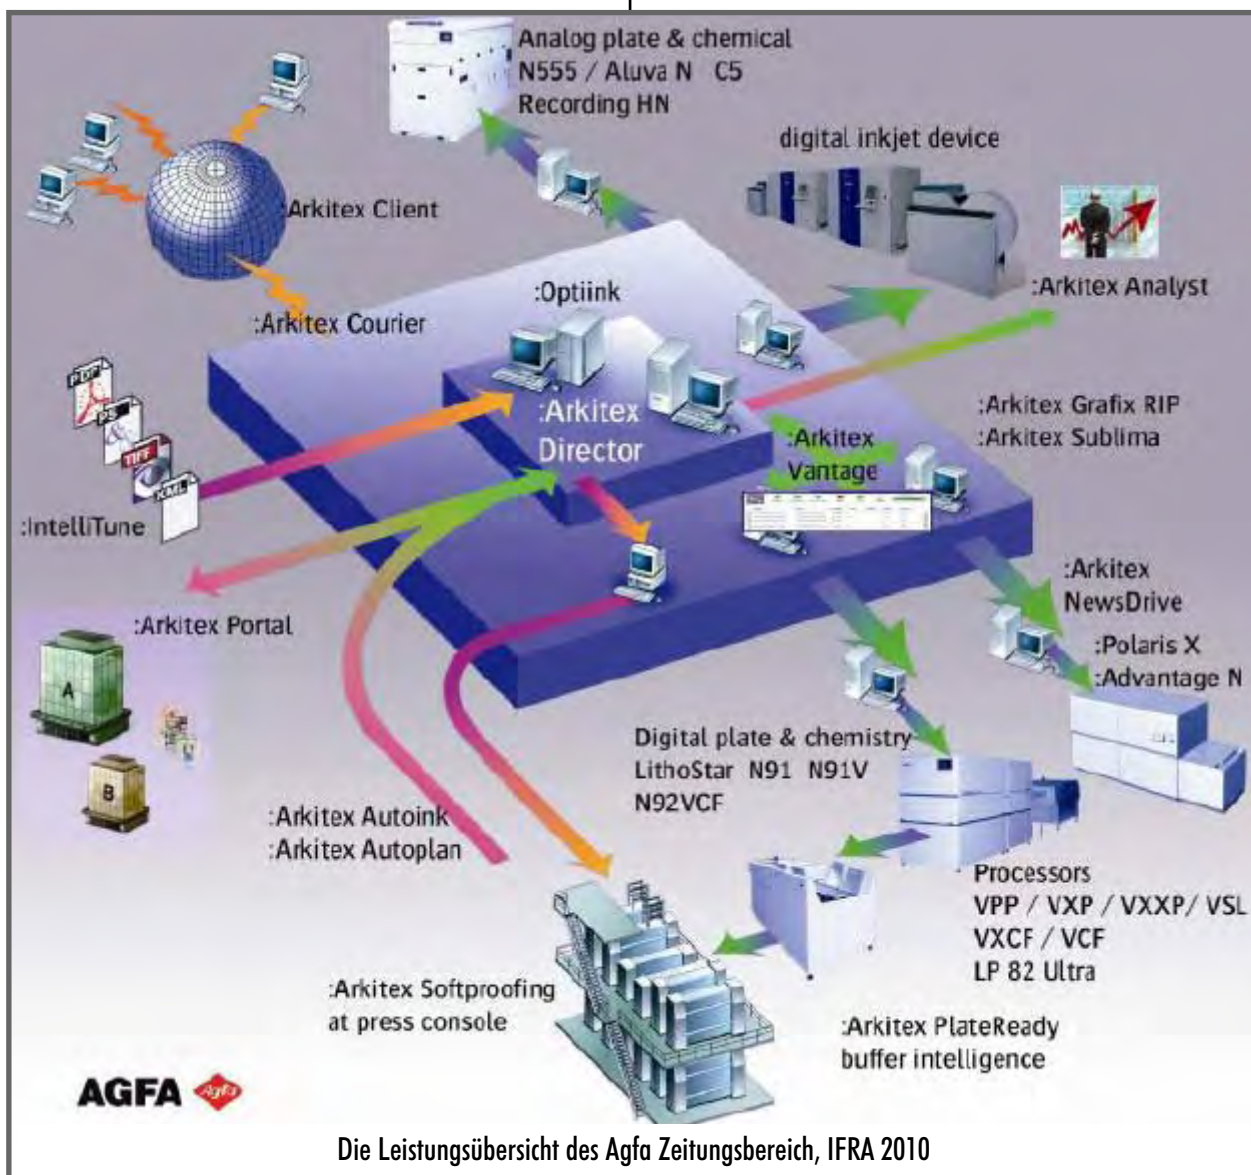 Analog plate & chemical
N555 / Aluva N C5
Recording HN
digital inkjet device
:Arkitex Client
:Optiink
:Arkitex Analyst
:Arkitex Courier
PDF
PS
TIFF
XML
:Arkitex
Director
:Arkitex
Vantage
:Arkitex Grafix RIP
:Arkitex Sublima
:IntelliTune
:Arkitex
NewsDrive
:Arkitex Portal
:Polaris X
:Advantage N
A
B
Digital plate & chemistry
LithoStar N91 N91V
N92VCF
:Arkitex Autoink
:Arkitex Autoplan
Processors
VPP / VXP / VXXP/ VSL
VXCF / VCF
LP 82 Ultra
:Arkitex Softproofing
at press console
:Arkitex PlateReady
buffer intelligence
AGFA Agfa
Die Leistungsübersicht des Agfa Zeitungsbereich, IFRA 2010